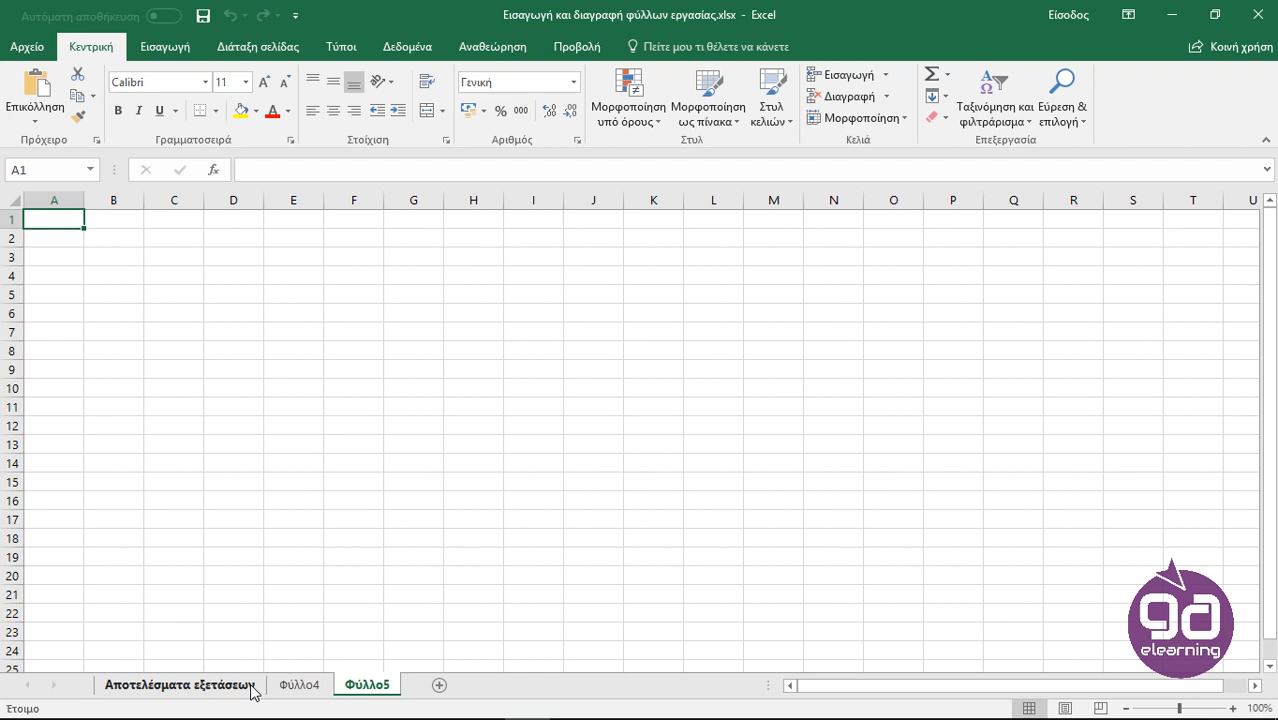 Αυτόματη αποθήκευση
Εισαγωγή και διαγραφή φύλλων εργασίας.xlsx - Excel
Είσοδος
Αρχείο
Κεντρική
Εισαγωγή
Διάταξη σελίδας
Τύποι
Δεδομένα
Αναθεώρηση
Προβολή
Πείτε μου τι θέλετε να κάνετε
Κοινή χρήση
Επικόλληση
Calibri
11
B I U
A
Γενική
% 000
Μορφοποίηση
υπό όρους
Μορφοποίηση
ως πίνακα
Στυλ
κελιών
Εισαγωγή
Διαγραφή
Μορφοποίηση
Ταξινόμηση και
φιλτράρισμα
Εύρεση &
επιλογή
Πρόχειρο
Γραμματοσειρά
Στοίχιση
Αριθμός
Στυλ
Κελιά
Επεξεργασία
A1
fx
A B C D E F G H I J K L M N O P Q R S T U
1
2
3
4
5
6
7
8
9
10
11
12
13
14
15
16
17
18
19
20
21
22
23
24
25
ga
elearning
Αποτελέσματα εξετάσεων
Φύλλο4
Φύλλο5
Έτοιμο
100%